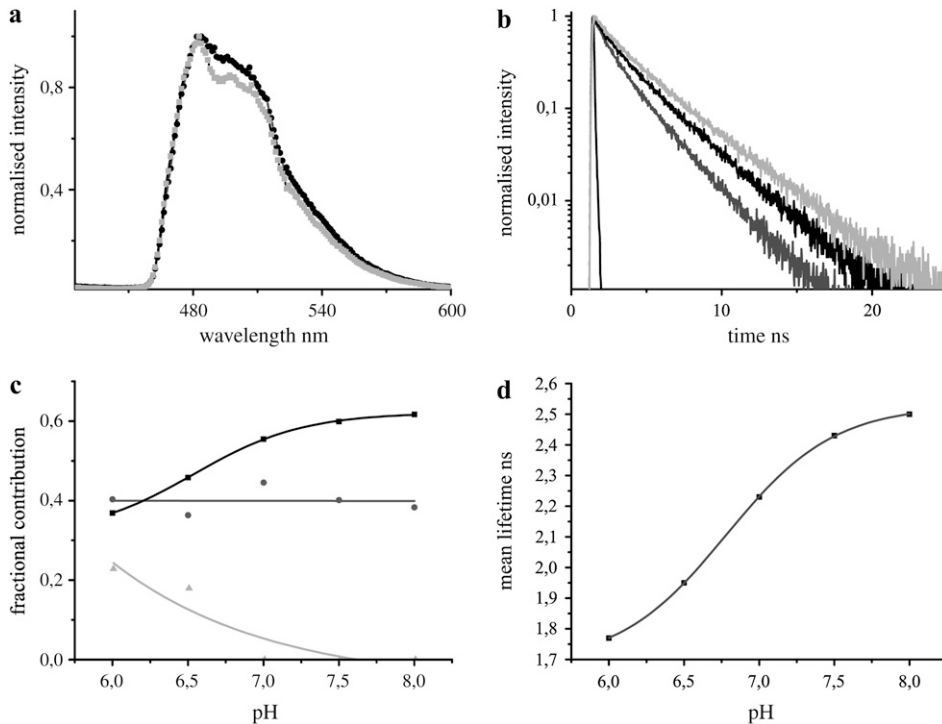 a
normalised intensity
0,8
0,4
480
540
600
wavelength nm
b
normalised intensity
1
0,1
0,01
0
10
20
time ns
c
fractional contribution
0,6
0,4
0,2
0,0
6,0
6,5
7,0
7,5
8,0
pH
d
mean lifetime ns
2,6
2,5
2,4
2,3
2,2
2,1
2,0
1,9
1,8
1,7
6,0
6,5
7,0
7,5
8,0
pH